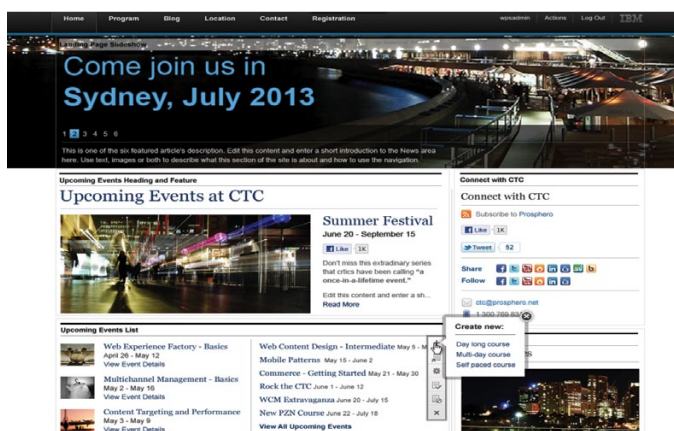 Home Program Blog Location Contact Registration wpsadmin Actions Log Out IBM
Landing Page Slideshow
Come join us in
Sydney, July 2013
1 2 3 4 5 6
This is one of the six featured article's description. Edit this content and enter a short introduction to the News area
here. Use text, images or both to describe what this section of the site is about and how to use the navigation.
Upcoming Events Heading and Feature
Upcoming Events at CTC
Summer Festival
June 20 - September 15
Like 1K
Don't miss this extradinary series
that crtics have been calling "a
once-in-a-lifetime event."
Edit this content and enter a sh...
Read More
Connect with CTC
Connect with CTC
Subscribe to Prosphero
Like 1K
Tweet 52
Share
Follow
ctc@prosphero.net
Upcoming Events List
Web Experience Factory - Basics
April 26 - May 12
View Event Details
Multichannel Management - Basics
May 2 - May 16
View Event Details
Content Targeting and Performance
May 3 - May 9
View Event Details
Web Content Design - Intermediate May 5 - M
Mobile Patterns May 15 - June 2
Commerce - Getting Started May 21 - May 30
Rock the CTC June 1 - June 12
WCM Extravaganza June 20 - July 15
New PZN Course June 22 - July 18
View All Upcoming Events
Create new:
Day long course
Multi-day course
Self paced course